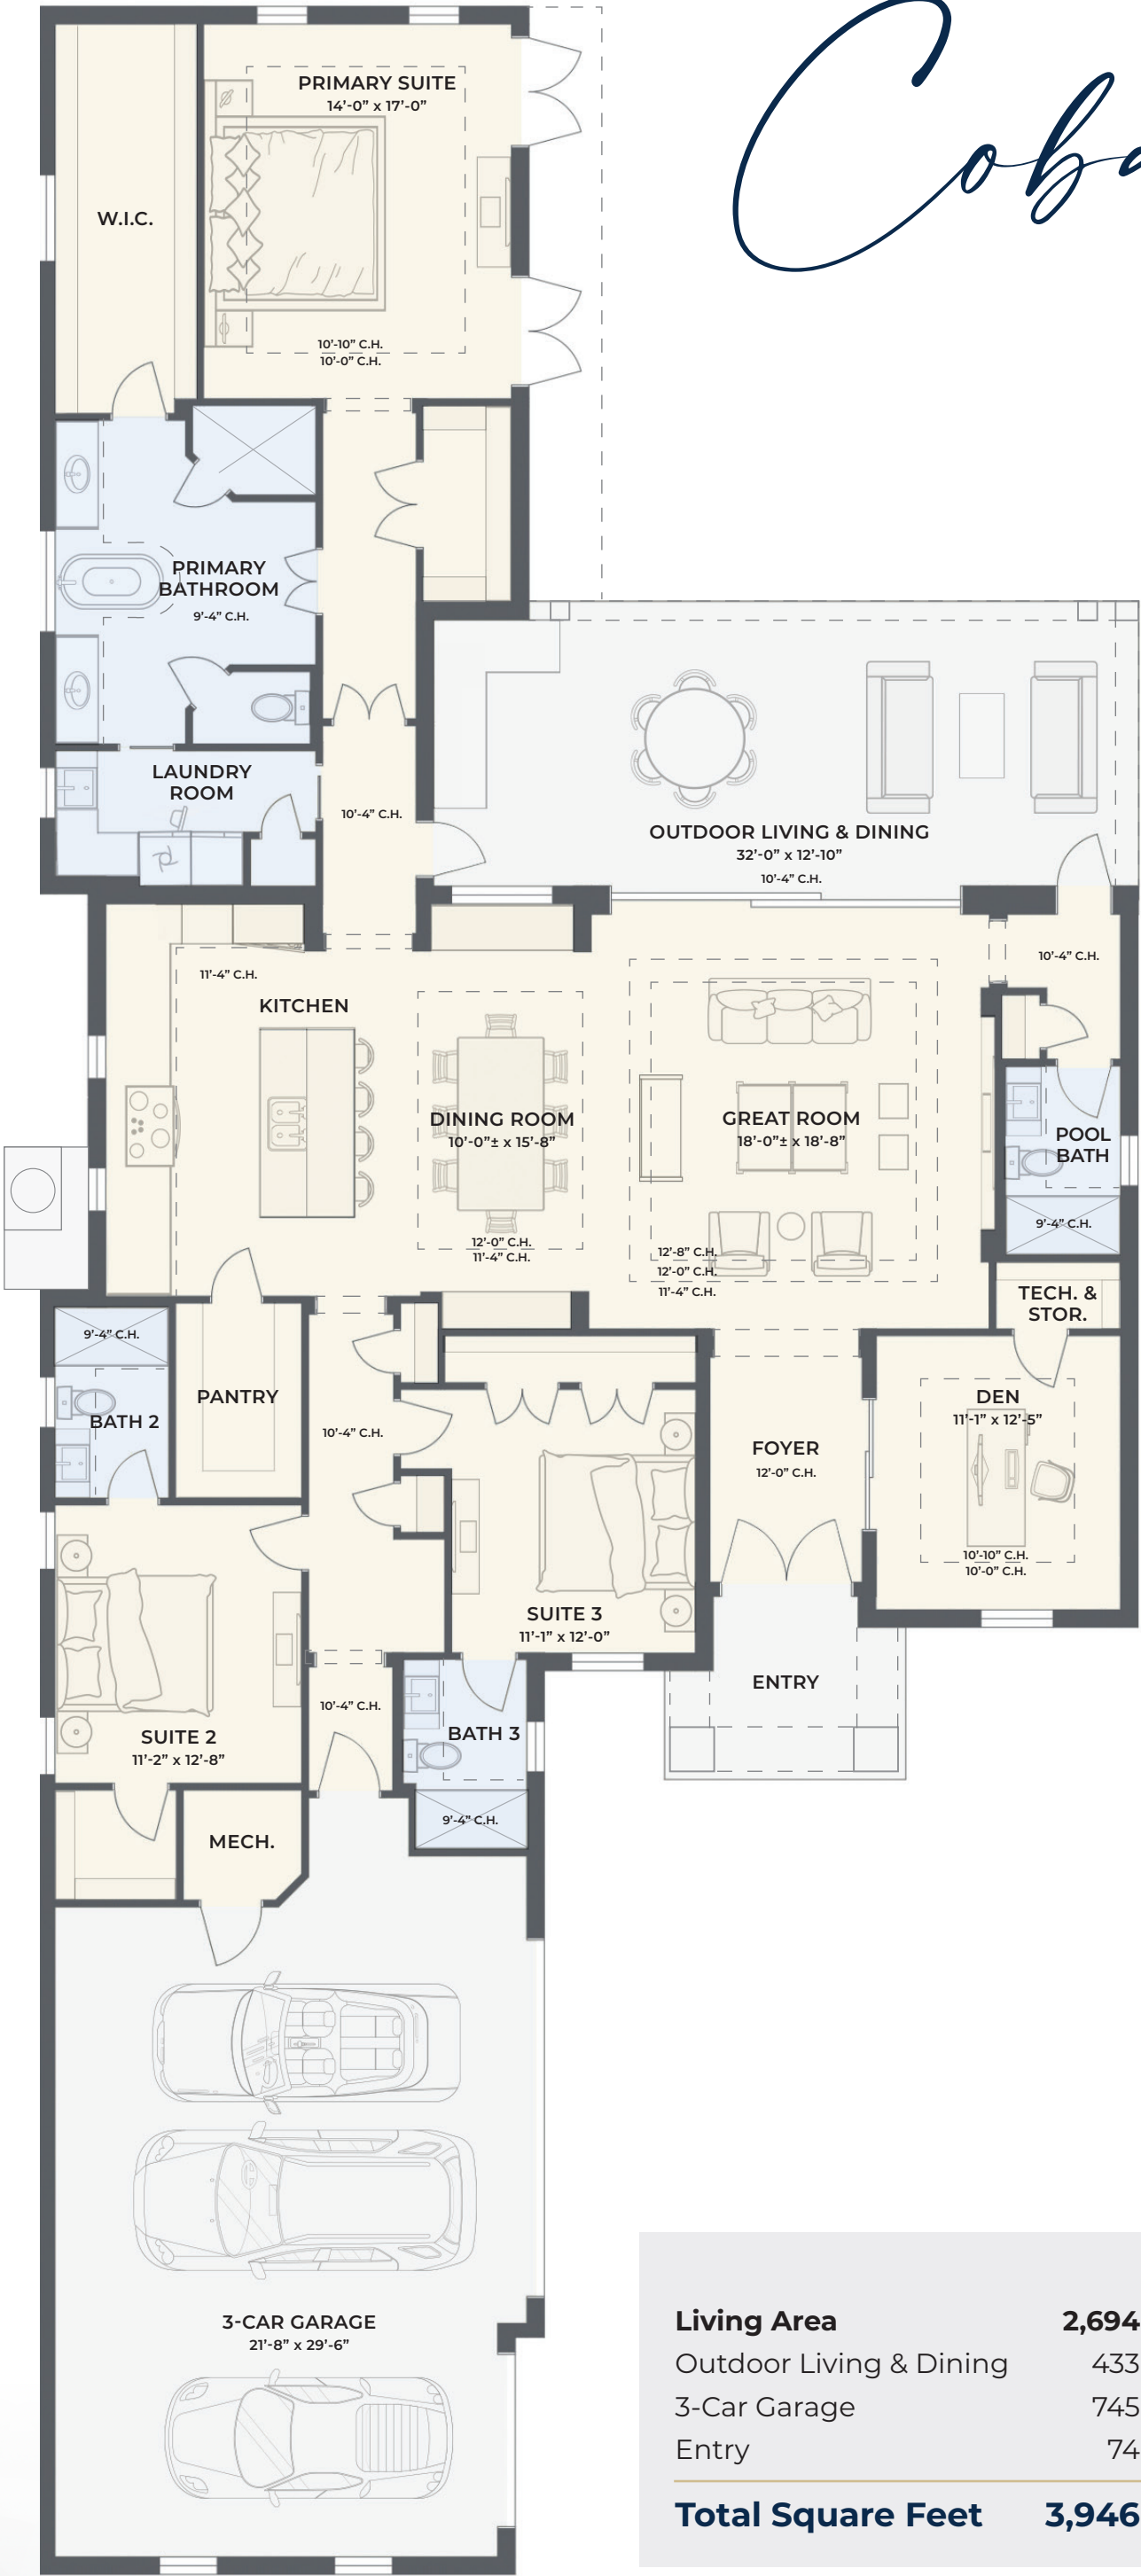 Coba
PRIMARY SUITE
14'-0" x 17'-0"
W.I.C.
10'-10" C.H.
10'-0" C.H.
PRIMARY
BATHROOM
9'-4" C.H.
LAUNDRY
ROOM
10'-4" C.H.
OUTDOOR LIVING & DINING
32'-0" x 12'-10"
10'-4" C.H.
10'-4" C.H.
11'-4" C.H.
KITCHEN
DINING ROOM
10'-0"± x 15'-8"
12'-0" C.H.
11'-4" C.H.
GREAT ROOM
18'-0"± x 18'-8"
12'-8" C.H.
12'-0" C.H.
11'-4" C.H.
POOL
BATH
9'-4" C.H.
TECH. &
STOR.
9'-4" C.H.
BATH 2
PANTRY
10'-4" C.H.
FOYER
12'-0" C.H.
DEN
11'-1" x 12'-5"
10'-10" C.H.
10'-0" C.H.
SUITE 3
11'-1" x 12'-0"
ENTRY
SUITE 2
11'-2" x 12'-8"
10'-4" C.H.
BATH 3
9'-4" C.H.
MECH.
3-CAR GARAGE
21'-8" x 29'-6"
Living Area 2,694
Outdoor Living & Dining 433
3-Car Garage 745
Entry 74
Total Square Feet 3,946